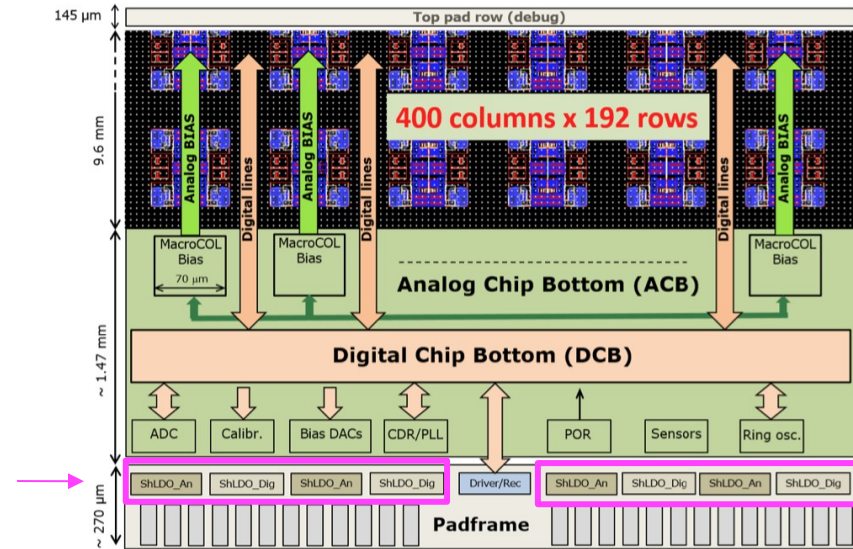 145 µm
Top pad row (debug)
9.6 mm
400 columns x 192 rows
Analog BIAS
Digital lines
Analog BIAS
Digital lines
Digital lines
Analog BIAS
MacroCOL
Bias
70 µm
MacroCOL
Bias
MacroCOL
Bias
Analog Chip Bottom (ACB)
~ 1.47 mm
Digital Chip Bottom (DCB)
ADC
Calibr.
Bias DACs
CDR/PLL
POR
Sensors
Ring osc.
~ 270 µm
ShLDO_An
ShLDO_Dig
ShLDO_An
ShLDO_Dig
Driver/Rec
ShLDO_An
ShLDO_Dig
ShLDO_An
ShLDO_Dig
Padframe